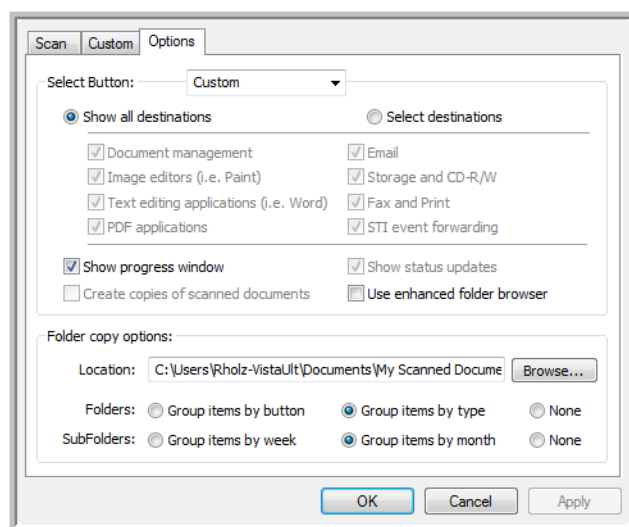 Scan Custom Options
Select Button: Custom
Show all destinations Select destinations
Document management Email
Image editors (i.e. Paint) Storage and CD-R/W
Text editing applications (i.e. Word) Fax and Print
PDF applications STI event forwarding
Show progress window Show status updates
Create copies of scanned documents Use enhanced folder browser
Folder copy options:
Location: C:\Users\Rholz-VistaUlt\Documents\My Scanned Docume Browse...
Folders: Group items by button Group items by type None
SubFolders: Group items by week Group items by month None
OK Cancel Apply